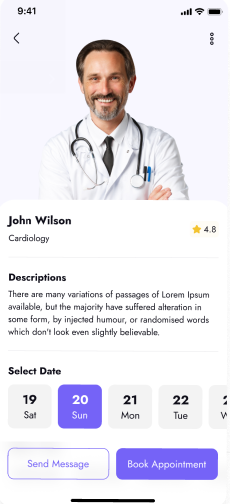 9:41
John Wilson
4.8
Cardiology
Descriptions
There are many variations of passages of Lorem Ipsum
available, but the majority have suffered alteration in
some form, by injected humour, or randomised words
which don't look even slightly believable.
Select Date
19 20 21 22 2
Sat Sun Mon Tue W
Send Message Book Appointment